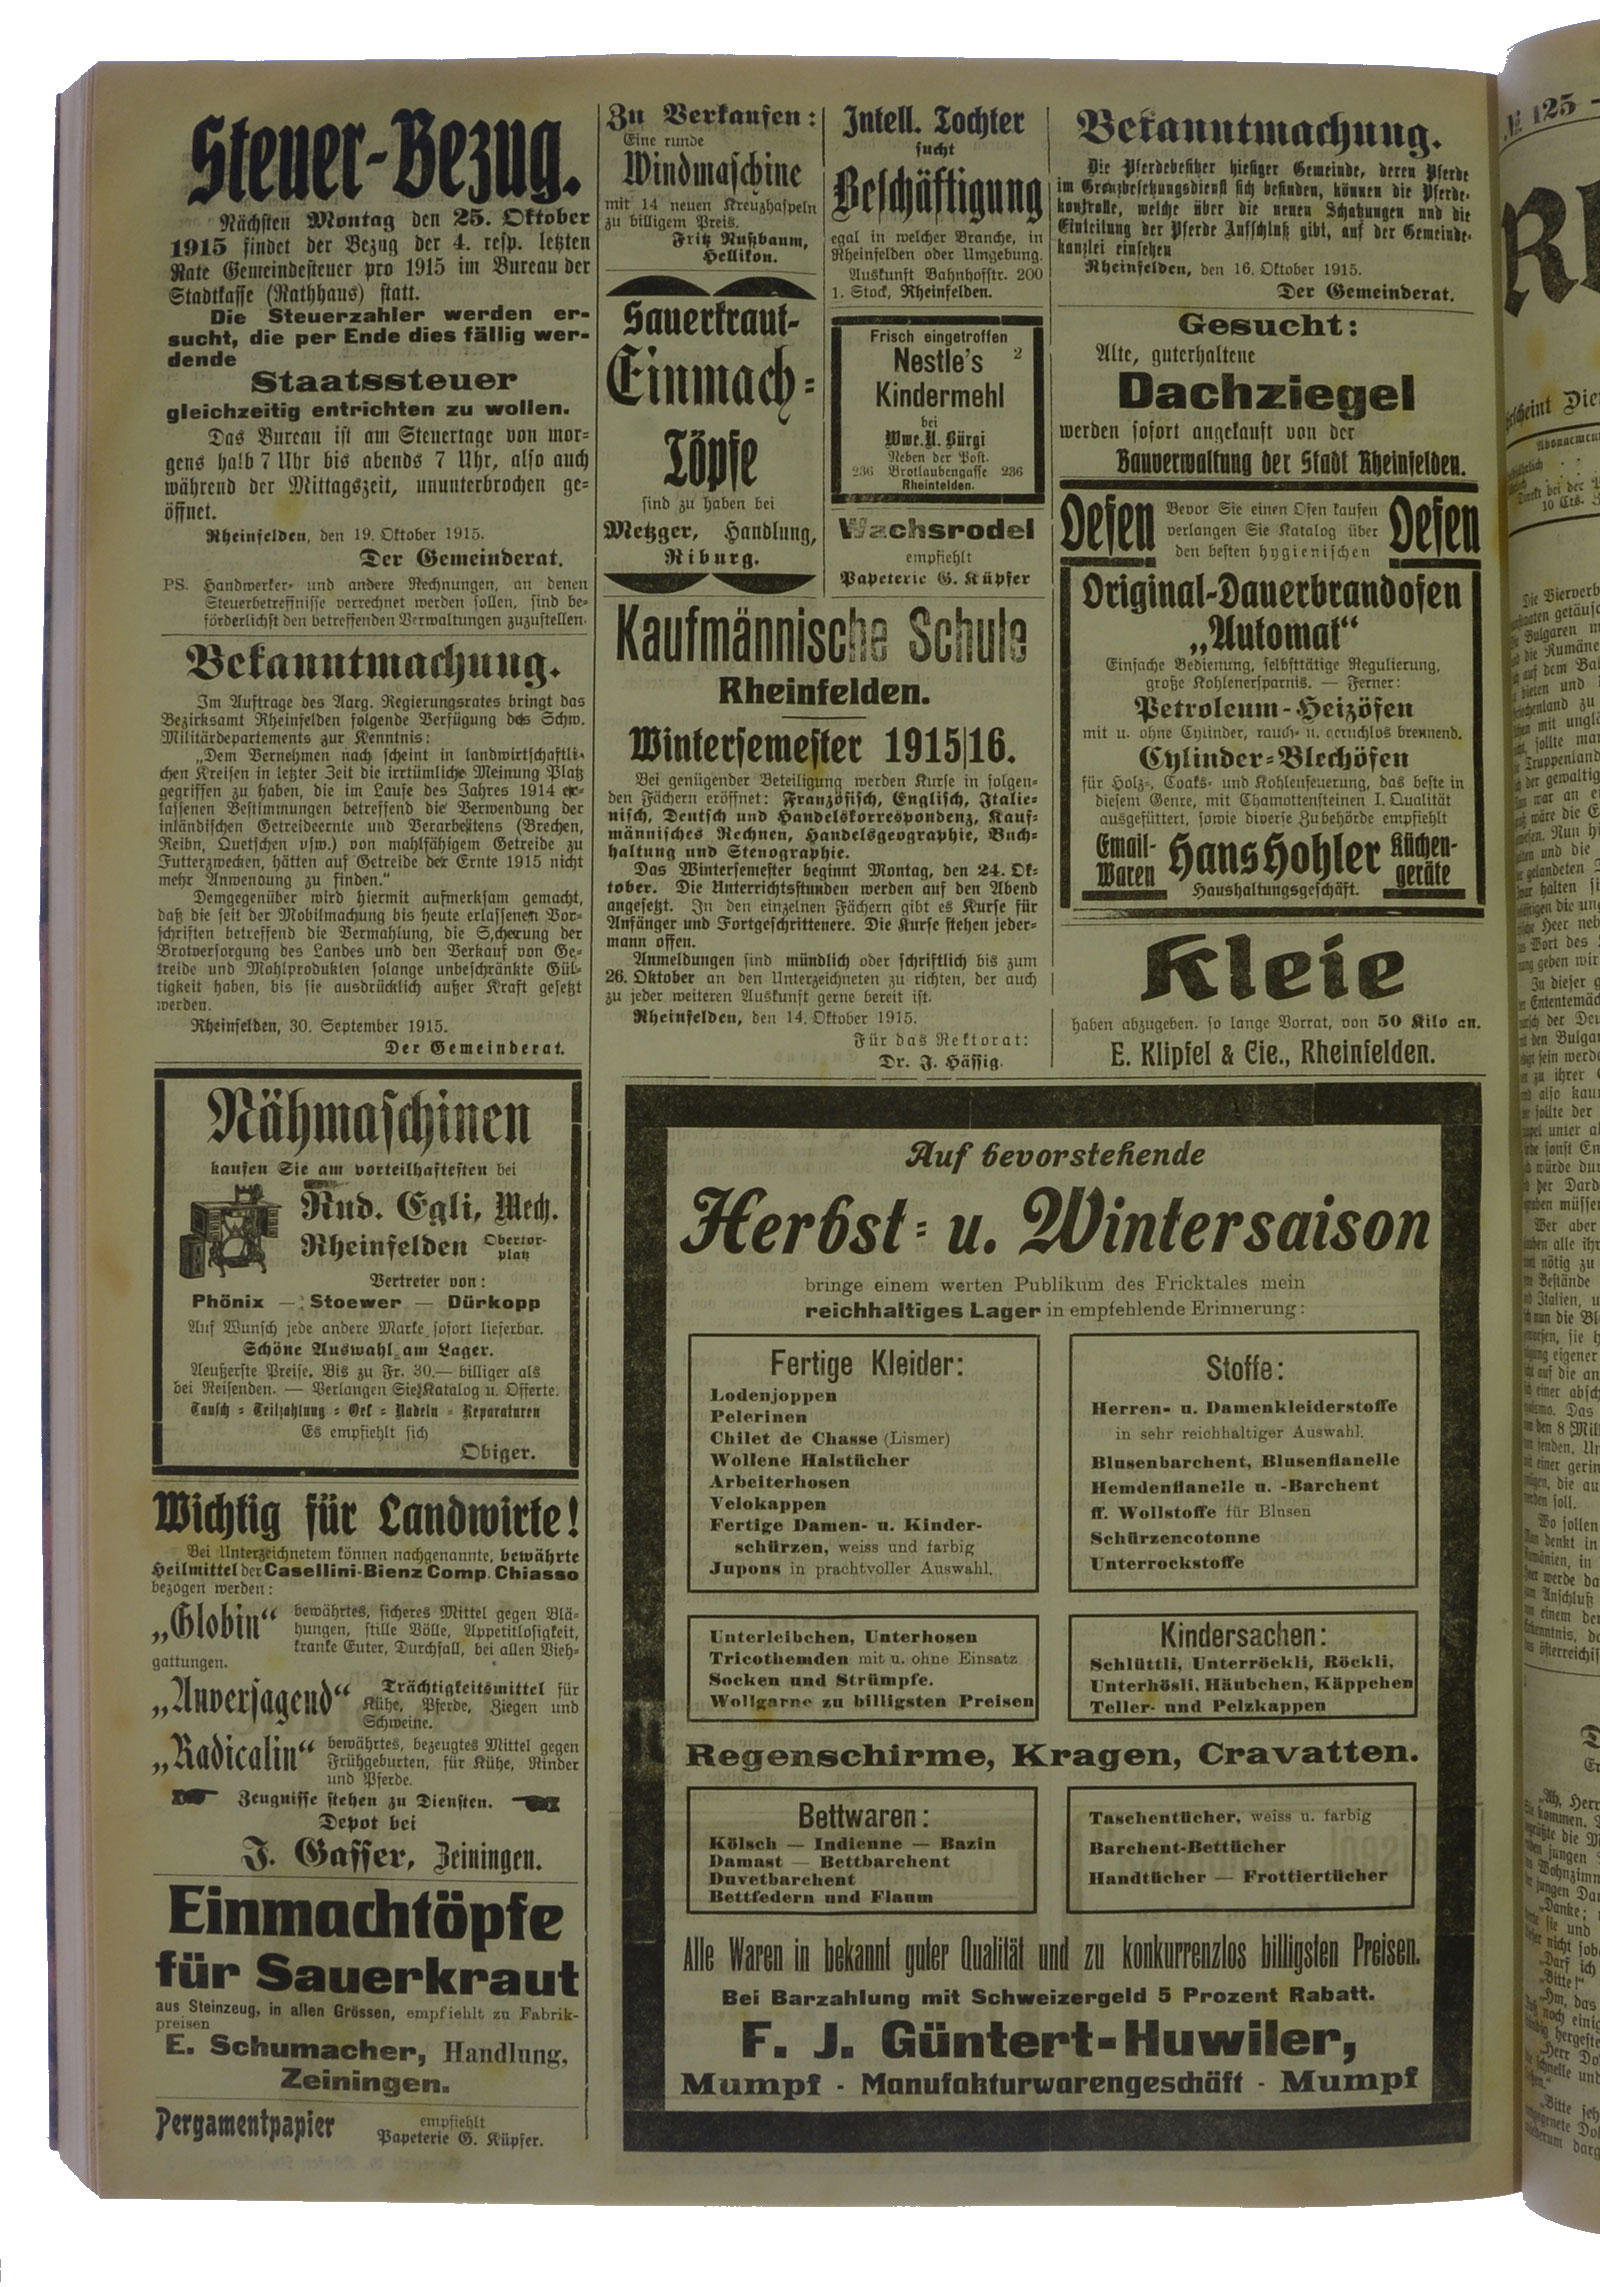 Steuer-Bezug.
Nächsten Montag den 25. Oktober
1915 findet der Bezug der 4. resp. letzten
Rate Gemeindesteuer pro 1915 im Bureau der
Stadtkasse (Rathhaus) statt.
Die Steuerzahler werden er-
sucht, die per Ende dies fällig wer-
dende
Staatssteuer
gleichzeitig entrichten zu wollen.
Das Bureau ist am Steuertage von mor-
gens halb 7 Uhr bis abends 7 Uhr, also auch
während der Mittagszeit, ununterbrochen ge-
öffnet.
Rheinfelden, den 19. Oktober 1915.
Der Gemeinderat.
PS. Handwerker- und andere Rechnungen, an denen
Steuerbetreffnisse verrechnet werden sollen, sind be-
förderlichst den betreffenden Verwaltungen zuzustellen.
Bekanntmachung.
Im Auftrage des Aarg. Regierungsrates bringt das
Bezirksamt Rheinfelden folgende Verfügung des Schw.
Militärdepartements zur Kenntnis:
„Dem Vernehmen nach scheint in landwirtschaftli-
chen Kreisen in letzter Zeit die irrtümliche Meinung Platz
gegriffen zu haben, die im Laufe des Jahres 1914 er-
lassenen Bestimmungen betreffend die Verwendung der
inländischen Getreideernte und Verarbeitens (Brechen,
Reibn, Quetschen usw.) von mahlfähigem Getreide zu
Futterzwecken, hätten auf Getreide der Ernte 1915 nicht
mehr Anwendung zu finden.“
Demgegenüber wird hiermit aufmerksam gemacht,
daß die seit der Mobilmachung bis heute erlassenen Vor-
schriften betreffend die Vermahlung, die Sicherung der
Brotversorgung des Landes und den Verkauf von Ge-
treide und Mahlprodukten solange unbeschränkte Gül-
tigkeit haben, bis sie ausdrücklich außer Kraft gesetzt
werden.
Rheinfelden, 30. September 1915.
Der Gemeinderat.
Nähmaschinen
kaufen Sie am vorteilhaftesten bei
Rud. Egli, Mech.
Rheinfelden Obertor-
platz
Vertreter von:
Phönix — Stoewer — Dürkopp
Auf Wunsch jede andere Marke sofort lieferbar.
Schöne Auswahl am Lager.
Aeußerste Preise. Bis zu Fr. 30.— billiger als
bei Reisenden. — Verlangen Sie Katalog u. Offerte.
Tausch = Teilzahlung = Oel = Nadeln = Reparaturen
Es empfiehlt sich
Obiger.
Wichtig für Landwirte!
Bei Unterzeichnetem können nachgenannte, bewährte
Heilmittel der Casellini-Bienz Comp. Chiasso
bezogen werden:
„Globin“ bewährtes, sicheres Mittel gegen Blä-
hungen, stille Völle, Appetitlosigkeit,
kranke Euter, Durchfall, bei allen Vieh-
gattungen.
„Anversagend“ Trächtigkeitsmittel für
Kühe, Pferde, Ziegen und
Schweine.
„Radicalin“ bewährtes, bezeugtes Mittel gegen
Frühgeburten, für Kühe, Rinder
und Pferde.
Zeugnisse stehen zu Diensten.
Depot bei
J. Gasser, Zeiningen.
Einmachtöpfe
für Sauerkraut
aus Steinzeug, in allen Grössen, empfiehlt zu Fabrik-
preisen
E. Schumacher, Handlung,
Zeiningen.
Pergamentpapier empfiehlt
Papeterie G. Küpfer.
Zu Verkaufen:
Eine runde
Windmaschine
mit 14 neuen Kreuzhaspeln
zu billigem Preis.
Fritz Nußbaum,
Hellikon.
Sauerkraut-
Einmach-
Töpfe
sind zu haben bei
Metzger, Handlung,
Riburg.
Intell. Tochter
sucht
Beschäftigung
egal in welcher Branche, in
Rheinfelden oder Umgebung.
Auskunft Bahnhofstr. 200
1. Stock, Rheinfelden.
Frisch eingetroffen
Nestle's 2
Kindermehl
bei
Wwe. A. Bürgi
Neben der Post.
236 Brotlaubengasse 236
Rheinfelden.
Wachsrodel
empfiehlt
Papeterie G. Küpfer
Kaufmännische Schule
Rheinfelden.
Wintersemester 1915/16.
Bei genügender Beteiligung werden Kurse in folgen-
den Fächern eröffnet: Französisch, Englisch, Italie-
nisch, Deutsch und Handelskorrespondenz, Kauf-
männisches Rechnen, Handelsgeographie, Buch-
haltung und Stenographie.
Das Wintersemester beginnt Montag, den 24. Ok-
tober. Die Unterrichtsstunden werden auf den Abend
angesetzt. In den einzelnen Fächern gibt es Kurse für
Anfänger und Fortgeschrittenere. Die Kurse stehen jeder-
mann offen.
Anmeldungen sind mündlich oder schriftlich bis zum
26. Oktober an den Unterzeichneten zu richten, der auch
zu jeder weiteren Auskunft gerne bereit ist.
Rheinfelden, den 14. Oktober 1915.
Für das Rektorat:
Dr. J. Hässig.
Bekanntmachung.
Die Pferdebesitzer hiesiger Gemeinde, deren Pferde
im Grenzbesetzungsdienst sich befinden, können die Pferde-
kontrolle, welche über die neuen Schatzungen und die
Einteilung der Pferde Aufschluß gibt, auf der Gemeinde-
kanzlei einsehen
Rheinfelden, den 16. Oktober 1915.
Der Gemeinderat.
Gesucht:
Alte, guterhaltene
Dachziegel
werden sofort angekauft von der
Bauverwaltung der Stadt Rheinfelden.
Oefen Bevor Sie einen Ofen kaufen
verlangen Sie Katalog über
den besten hygienischen Oefen
Original-Dauerbrandofen
„Automat“
Einfache Bedienung, selbsttätige Regulierung,
große Kohlenersparnis. — Ferner:
Petroleum-Heizöfen
mit u. ohne Cylinder, rauch- u. geruchlos brennend.
Cylinder-Blechöfen
für Holz-, Coaks- und Kohlenfeuerung, das beste in
diesem Genre, mit Chamottensteinen I. Qualität
ausgefüttert, sowie diverse Zubehörde empfiehlt
Email-
Waren Hans Hohler Küchen-
geräte
Haushaltungsgeschäft.
Kleie
haben abzugeben, so lange Vorrat, von 50 Kilo an.
E. Klipfel & Cie., Rheinfelden.
Auf bevorstehende
Herbst- u. Wintersaison
bringe einem werten Publikum des Fricktales mein
reichhaltiges Lager in empfehlende Erinnerung:
Fertige Kleider:
Lodenjoppen
Pelerinen
Chilet de Chasse (Lismer)
Wollene Halstücher
Arbeiterhosen
Velokappen
Fertige Damen- u. Kinder-
schürzen, weiss und farbig
Jupons in prachtvoller Auswahl.
Stoffe:
Herren- u. Damenkleiderstoffe
in sehr reichhaltiger Auswahl.
Blusenbarchent, Blusenflanelle
Hemdenflanelle u. -Barchent
ff. Wollstoffe für Blusen
Schürzencotonne
Unterrockstoffe
Unterleibchen, Unterhosen
Tricothemden mit u. ohne Einsatz
Socken und Strümpfe.
Wollgarne zu billigsten Preisen
Kindersachen:
Schlüttli, Unterröckli, Röckli,
Unterhösli, Häubchen, Käppchen
Teller- und Pelzkappen
Regenschirme, Kragen, Cravatten.
Bettwaren:
Kölsch — Indienne — Bazin
Damast — Bettbarchent
Duvetbarchent
Bettfedern und Flaum
Taschentücher, weiss u. farbig
Barchent-Bettücher
Handtücher — Frottiertücher
Alle Waren in bekannt guter Qualität und zu konkurrenzlos billigsten Preisen.
Bei Barzahlung mit Schweizergeld 5 Prozent Rabatt.
F. J. Güntert-Huwiler,
Mumpf - Manufakturwarengeschäft - Mumpf
№ 125